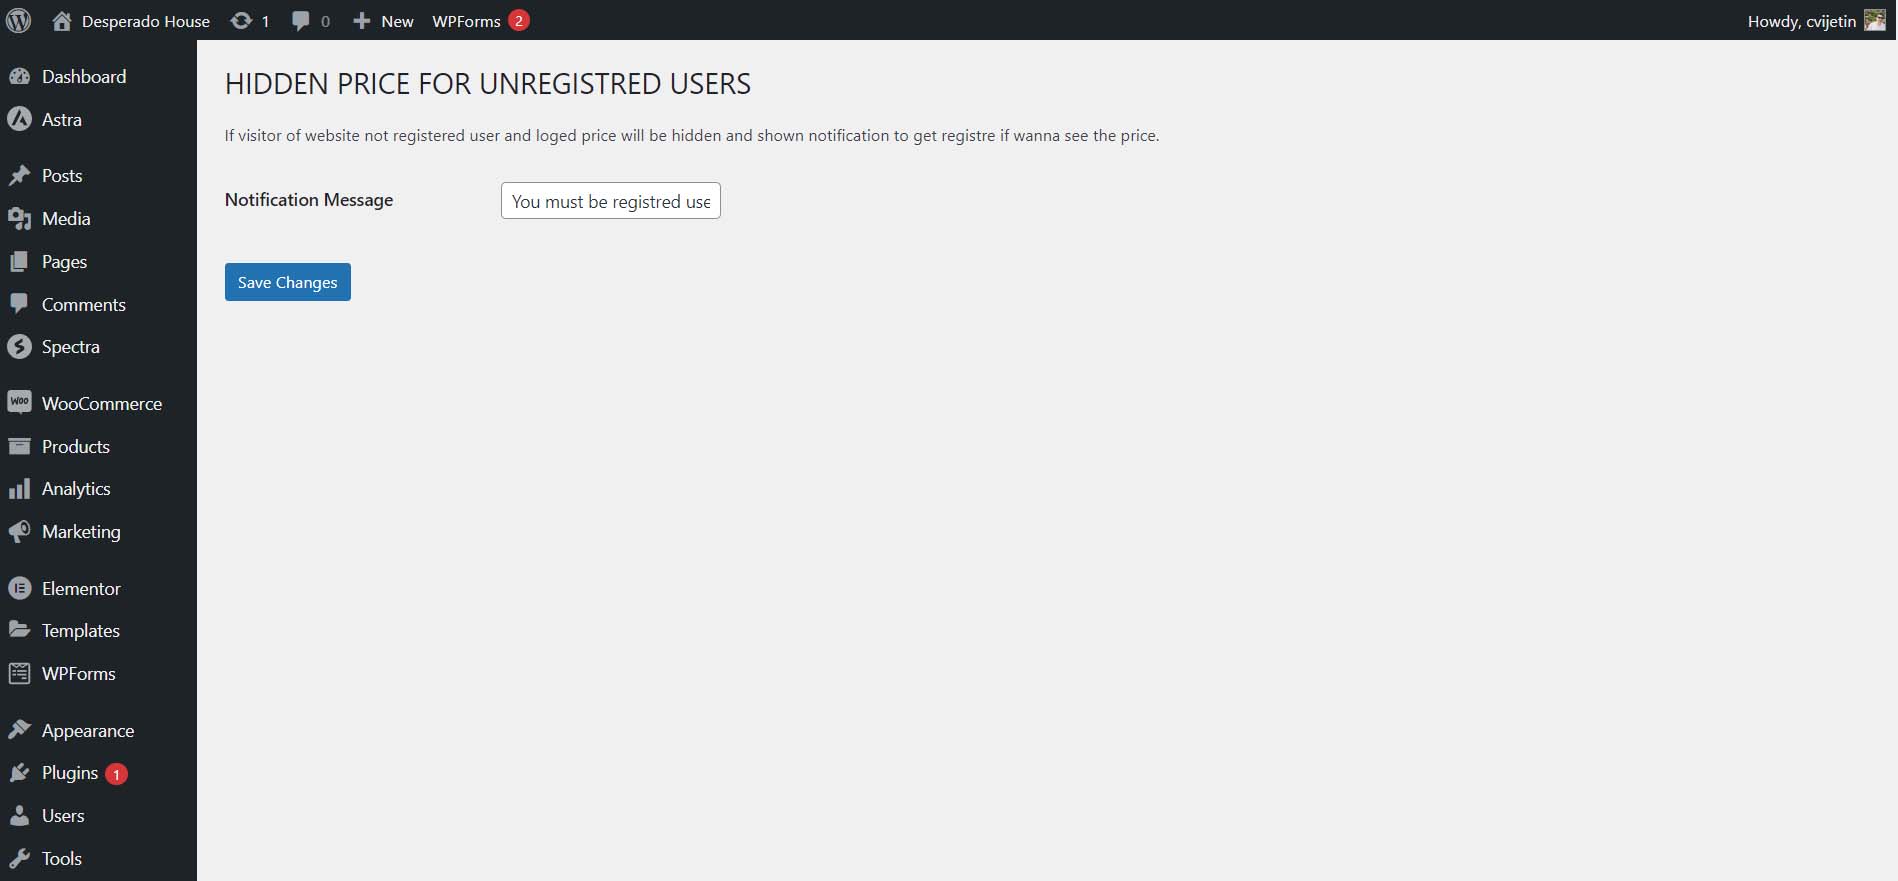 Desperado House 1 0 New WPForms 2 Howdy, cvijetin
Dashboard
Astra
Posts
Media
Pages
Comments
Spectra
WooCommerce
Products
Analytics
Marketing
Elementor
Templates
WPForms
Appearance
Plugins 1
Users
Tools
HIDDEN PRICE FOR UNREGISTRED USERS
If visitor of website not registered user and loged price will be hidden and shown notification to get registre if wanna see the price.
Notification Message
You must be registred use
Save Changes